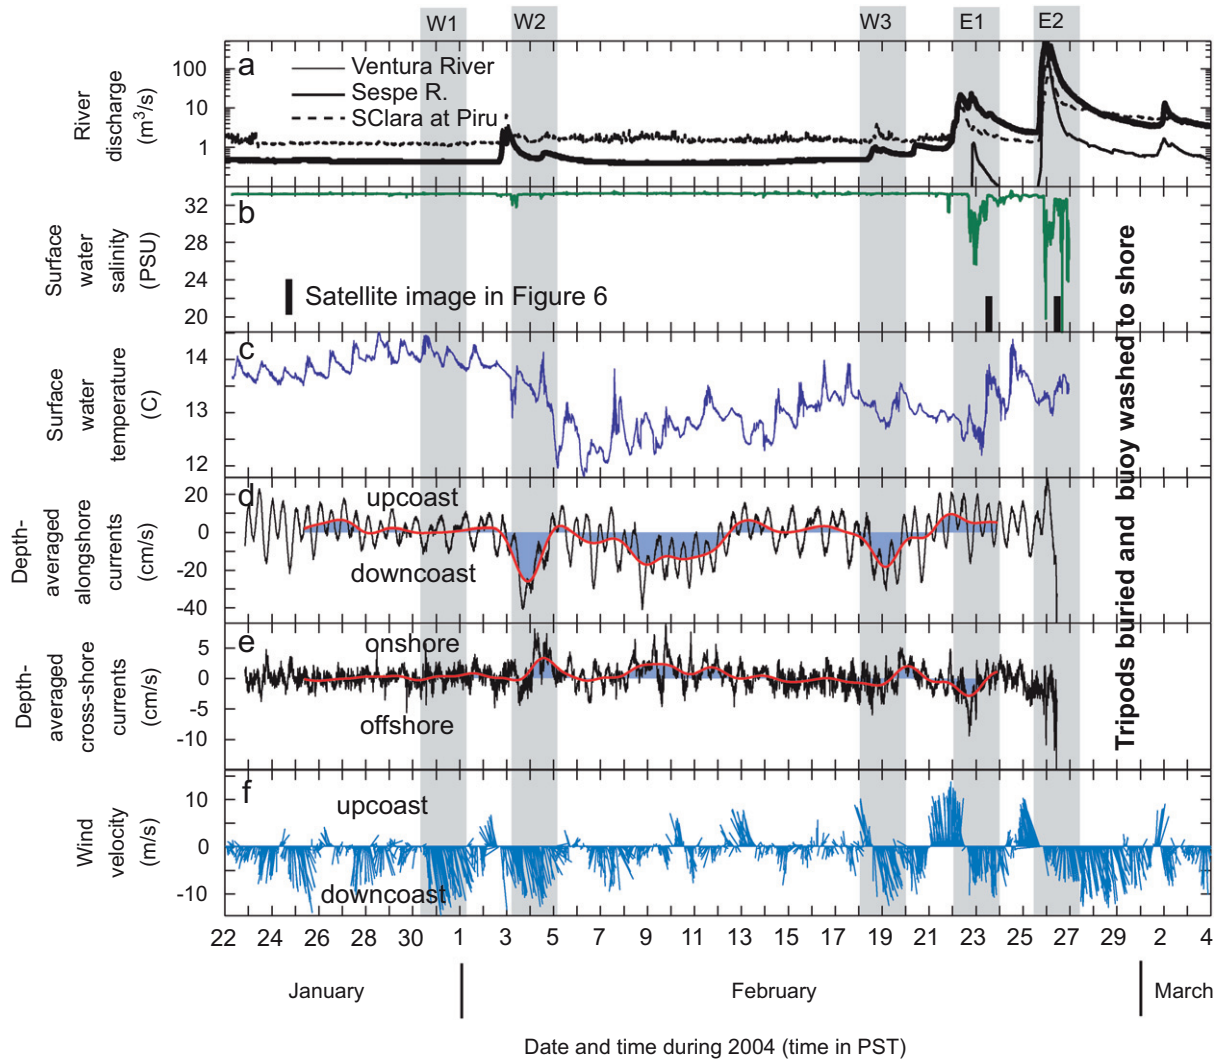 W1 W2 W3 E1 E2
a
Ventura River
Sespe R.
SClara at Piru
River
discharge
(m³/s)
100
10
1
b
Surface
water
salinity
(PSU)
32
28
24
20
Satellite image in Figure 6
c
Surface
water
temperature
(C)
14
13
12
d
upcoast
downcoast
Depth-
averaged
alongshore
currents
(cm/s)
20
0
-20
-40
e
onshore
offshore
Depth-
averaged
cross-shore
currents
(cm/s)
5
0
-5
-10
f
upcoast
downcoast
Wind
velocity
(m/s)
10
0
-10
Tripods buried and buoy washed to shore
22 24 26 28 30 1 3 5 7 9 11 13 15 17 19 21 23 25 27 29 2 4
January February March
Date and time during 2004 (time in PST)